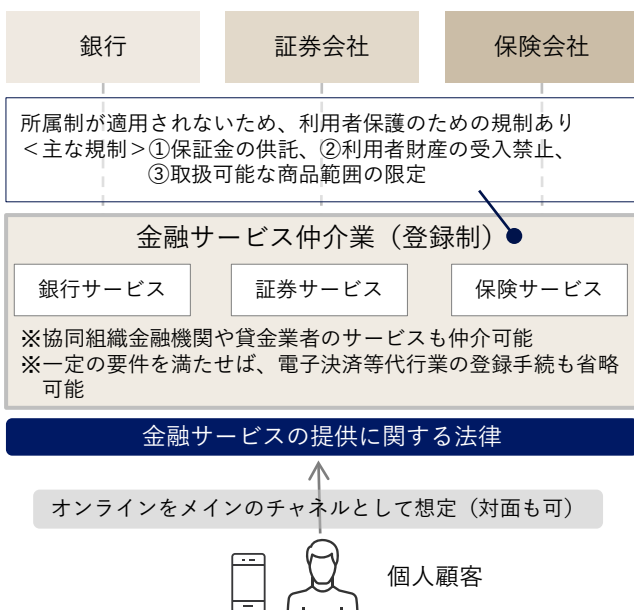 銀行
証券会社
保険会社
所属制が適用されないため、利用者保護のための規制あり
＜主な規制＞①保証金の供託、②利用者財産の受入禁止、
③取扱可能な商品範囲の限定
金融サービス仲介業（登録制）
銀行サービス
証券サービス
保険サービス
※協同組織金融機関や貸金業者のサービスも仲介可能
※一定の要件を満たせば、電子決済等代行業の登録手続も省略
可能
金融サービスの提供に関する法律
オンラインをメインのチャネルとして想定（対面も可）
個人顧客